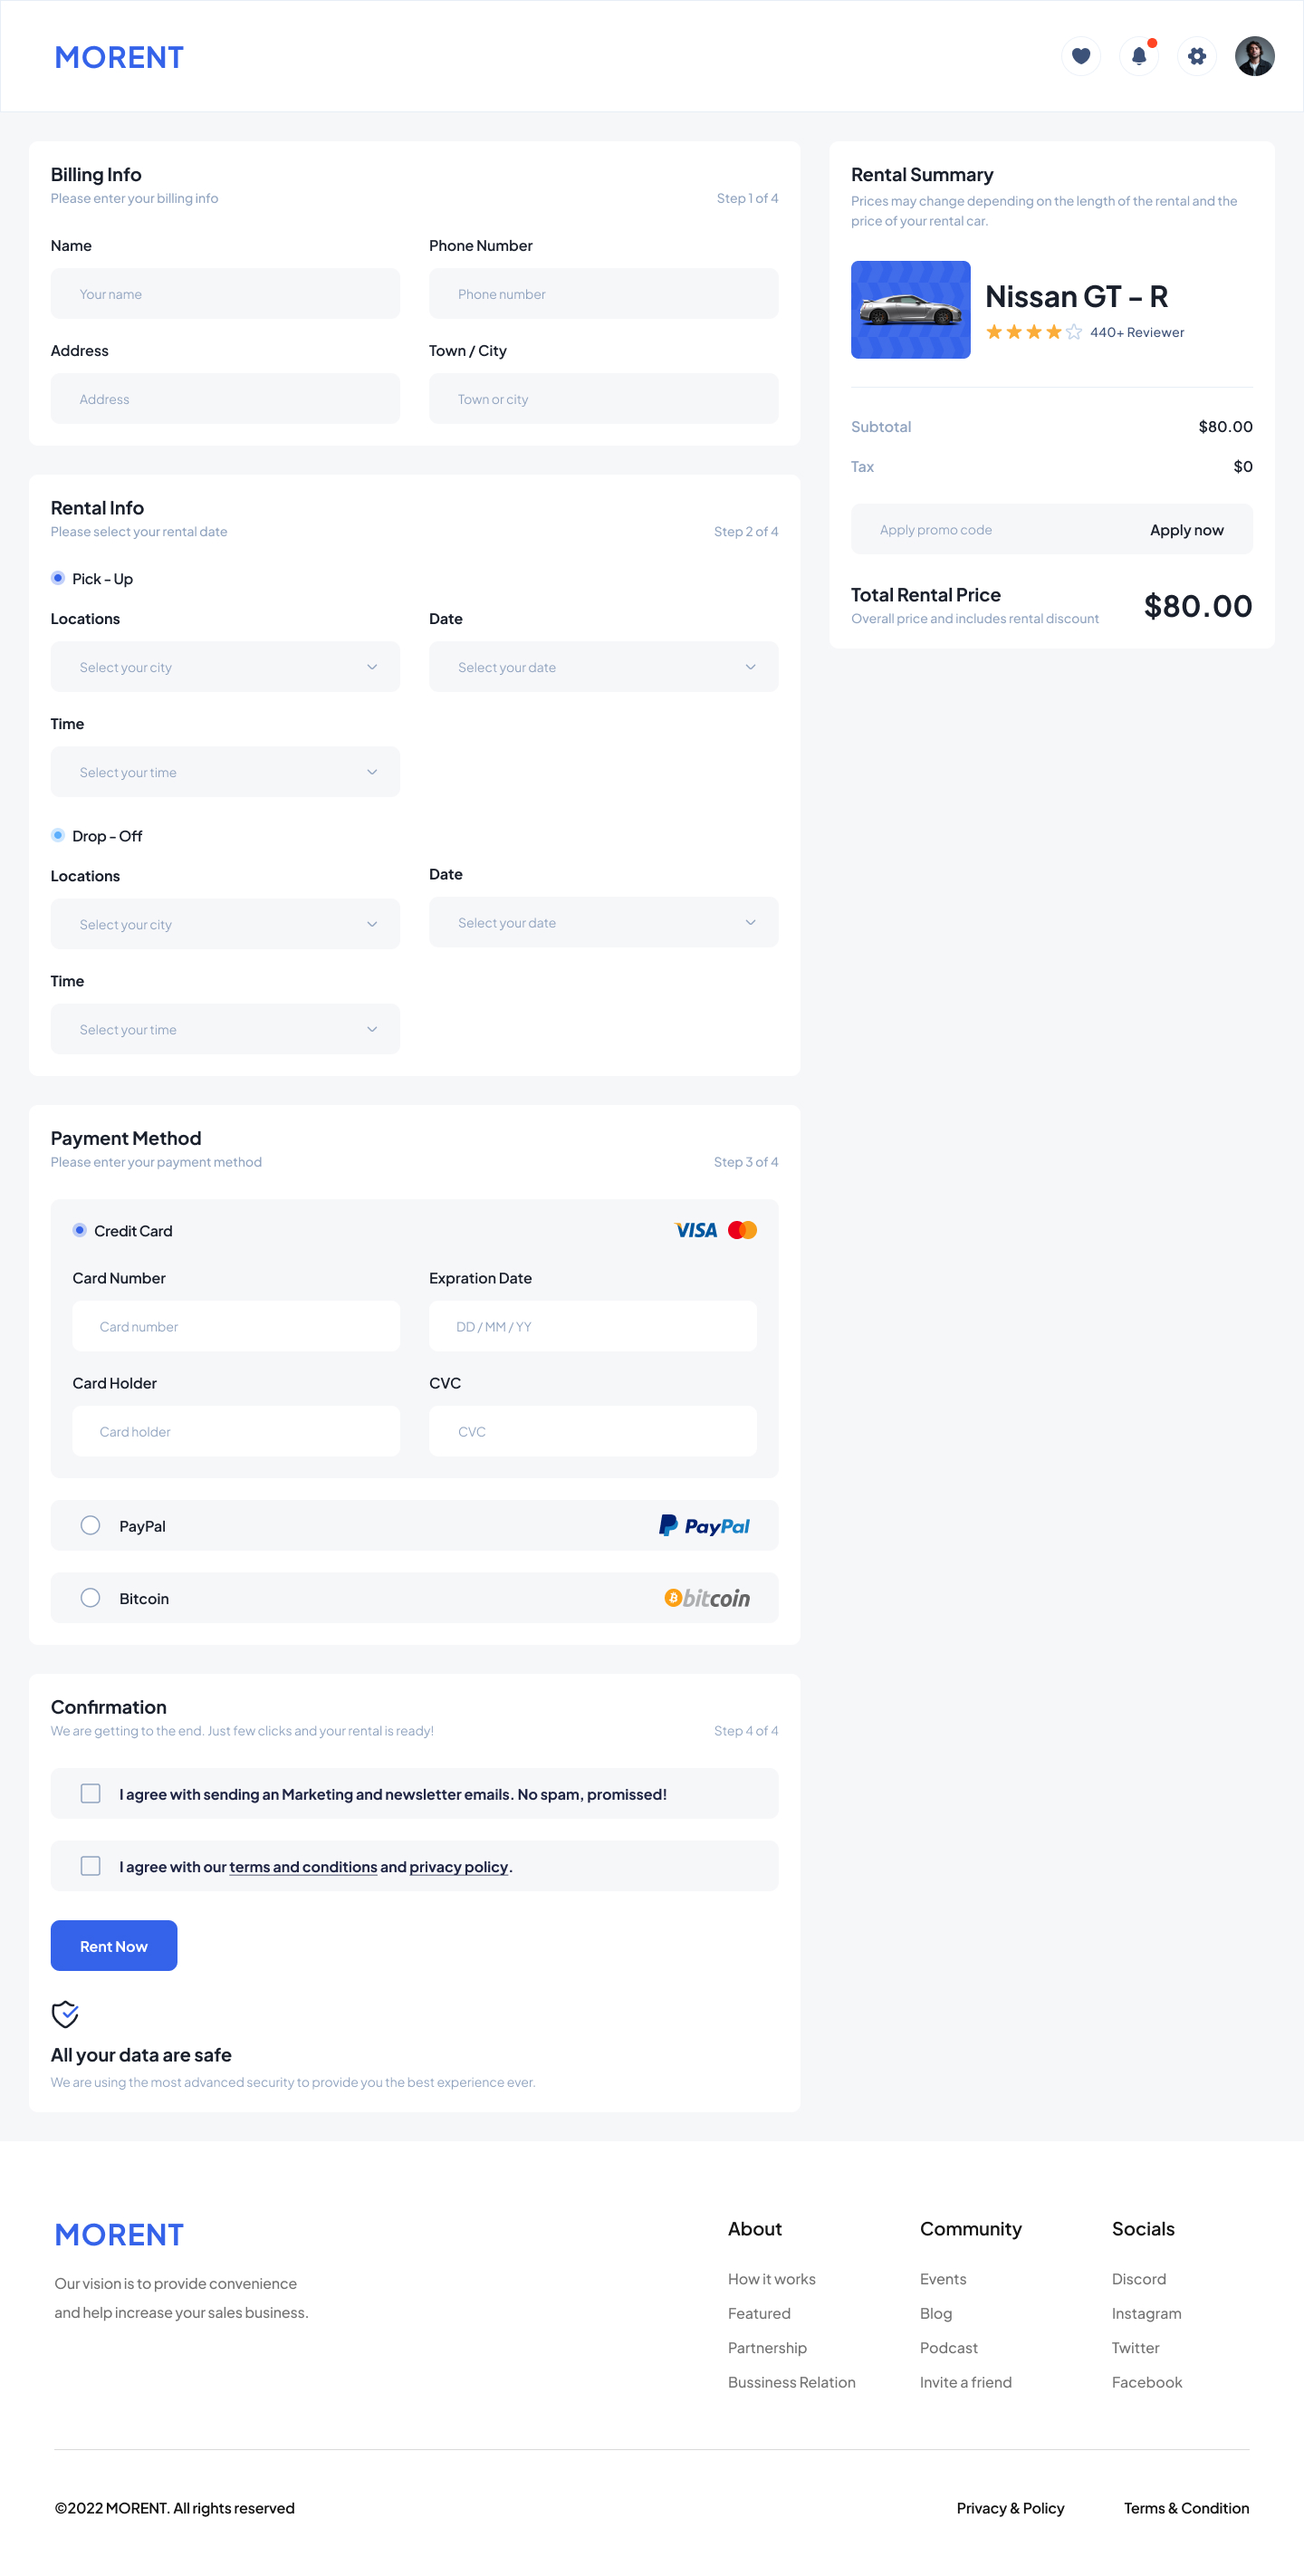 MORENT
Billing Info
Please enter your billing info
Step 1 of 4
Name
Phone Number
Your name
Phone number
Address
Town / City
Address
Town or city
Rental Info
Please select your rental date
Step 2 of 4
Pick - Up
Locations
Date
Select your city
Select your date
Time
Select your time
Drop - Off
Locations
Date
Select your city
Select your date
Time
Select your time
Payment Method
Please enter your payment method
Step 3 of 4
Credit Card
VISA
Card Number
Expration Date
Card number
DD / MM / YY
Card Holder
CVC
Card holder
CVC
PayPal
PayPal
Bitcoin
bitcoin
Confirmation
We are getting to the end. Just few clicks and your rental is ready!
Step 4 of 4
I agree with sending an Marketing and newsletter emails. No spam, promissed!
I agree with our terms and conditions and privacy policy.
Rent Now
All your data are safe
We are using the most advanced security to provide you the best experience ever.
Rental Summary
Prices may change depending on the length of the rental and the
price of your rental car.
Nissan GT - R
440+ Reviewer
Subtotal
$80.00
Tax
$0
Apply promo code
Apply now
Total Rental Price
Overall price and includes rental discount
$80.00
MORENT
Our vision is to provide convenience
and help increase your sales business.
About
How it works
Featured
Partnership
Bussiness Relation
Community
Events
Blog
Podcast
Invite a friend
Socials
Discord
Instagram
Twitter
Facebook
©2022 MORENT. All rights reserved
Privacy & Policy
Terms & Condition